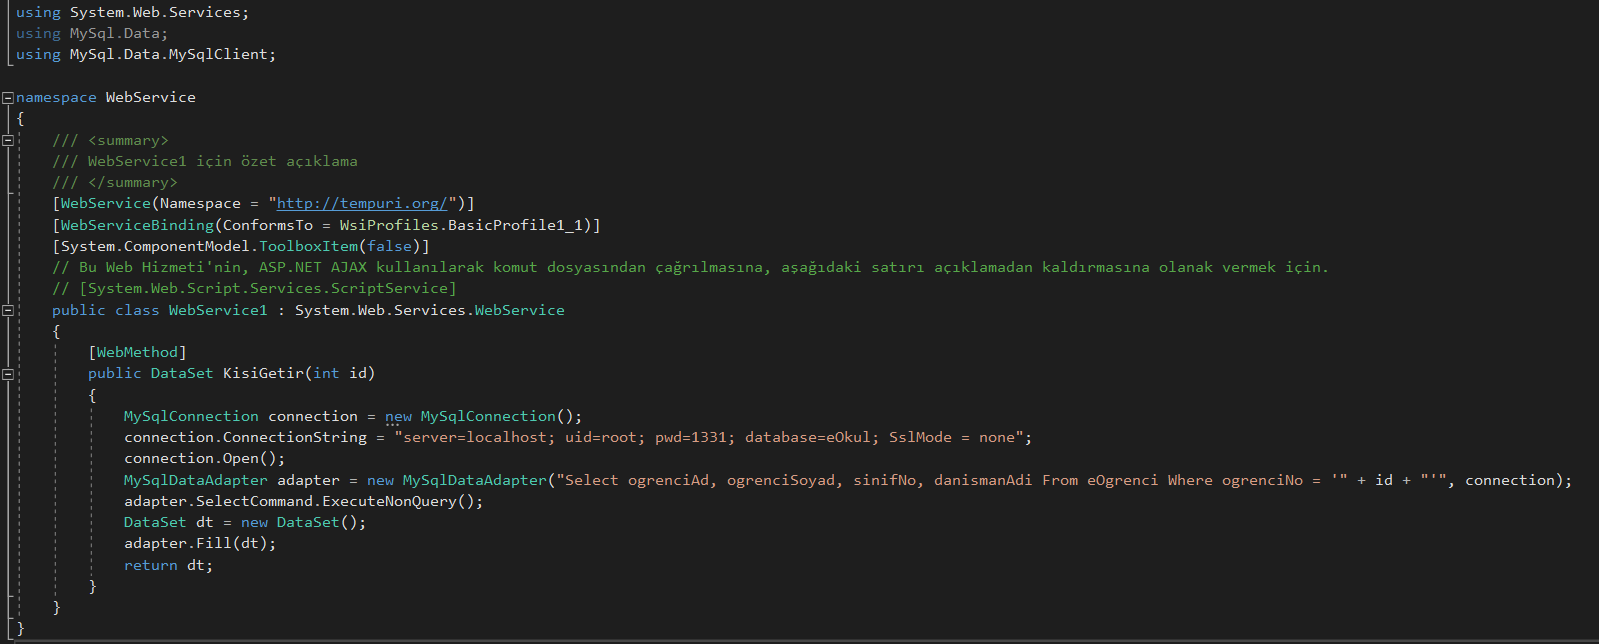 using System.Web.Services;
using MySql.Data;
using MySql.Data.MySqlClient;
namespace WebService
{
/// <summary>
/// WebService1 için özet açıklama
/// </summary>
[WebService(Namespace = "http://tempuri.org/")]
[WebServiceBinding(ConformsTo = WsiProfiles.BasicProfile1_1)]
[System.ComponentModel.ToolboxItem(false)]
// Bu Web Hizmeti'nin, ASP.NET AJAX kullanılarak komut dosyasından çağrılmasına, aşağıdaki satırı açıklamadan kaldırmasına olanak vermek için.
// [System.Web.Script.Services.ScriptService]
public class WebService1 : System.Web.Services.WebService
{
[WebMethod]
public DataSet KisiGetir(int id)
{
MySqlConnection connection = new MySqlConnection();
connection.ConnectionString = "server=localhost; uid=root; pwd=1331; database=eOkul; SslMode = none";
connection.Open();
MySqlDataAdapter adapter = new MySqlDataAdapter("Select ogrenciAd, ogrenciSoyad, sinifNo, danismanAdi From eOgrenci Where ogrenciNo = '" + id + "'", connection);
adapter.SelectCommand.ExecuteNonQuery();
DataSet dt = new DataSet();
adapter.Fill(dt);
return dt;
}
}
}